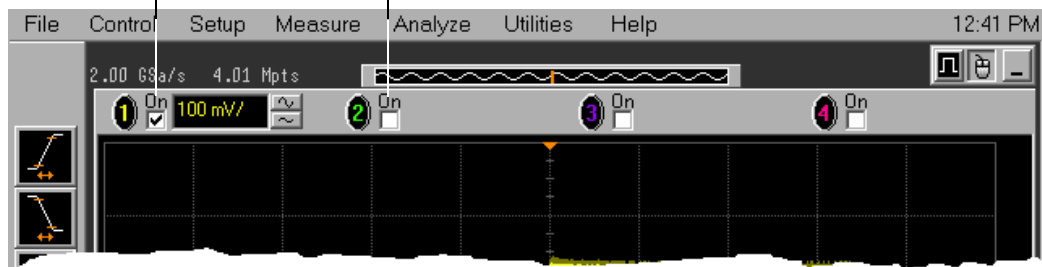 File Control Setup Measure Analyze Utilities Help 12:41 PM
2.00 GSa/s 4.01 Mpts
1 On 100 mV/ 2 On 3 On 4 On